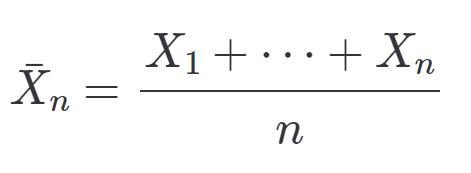 X̄ₙ = (X₁ + ··· + Xₙ) / n